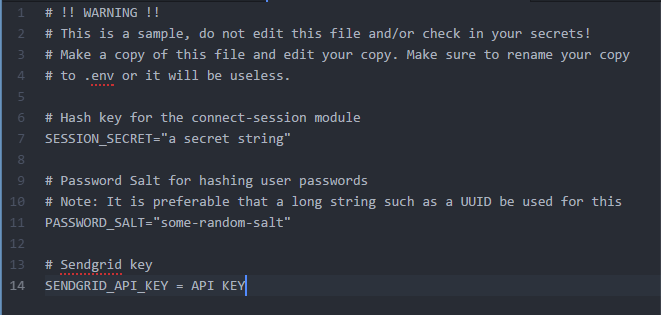 1 # !! WARNING !!
2 # This is a sample, do not edit this file and/or check in your secrets!
3 # Make a copy of this file and edit your copy. Make sure to rename your copy
4 # to .env or it will be useless.
5
6 # Hash key for the connect-session module
7 SESSION_SECRET="a secret string"
8
9 # Password Salt for hashing user passwords
10 # Note: It is preferable that a long string such as a UUID be used for this
11 PASSWORD_SALT="some-random-salt"
12
13 # Sendgrid key
14 SENDGRID_API_KEY = API KEY